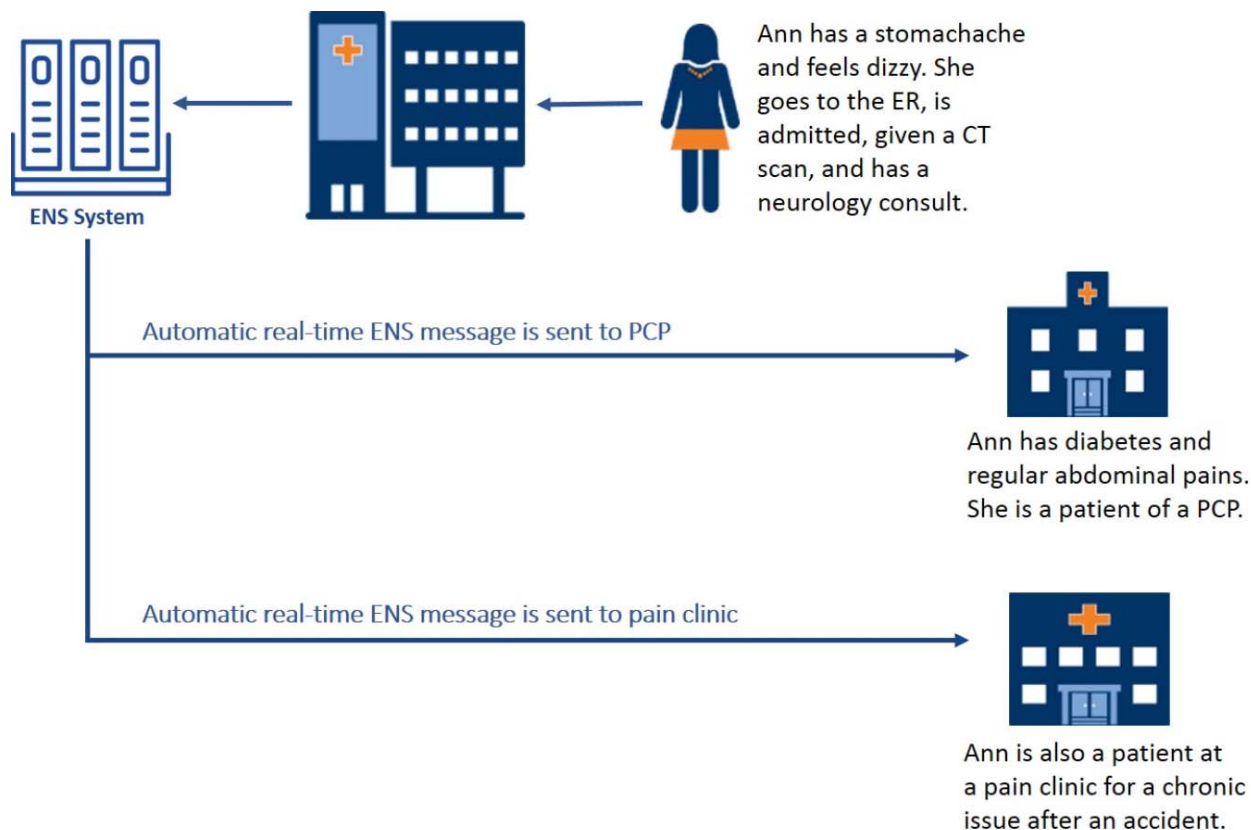 Ann has a stomachache
and feels dizzy. She
goes to the ER, is
admitted, given a CT
scan, and has a
neurology consult.
ENS System
Automatic real-time ENS message is sent to PCP
Ann has diabetes and
regular abdominal pains.
She is a patient of a PCP.
Automatic real-time ENS message is sent to pain clinic
Ann is also a patient at
a pain clinic for a chronic
issue after an accident.